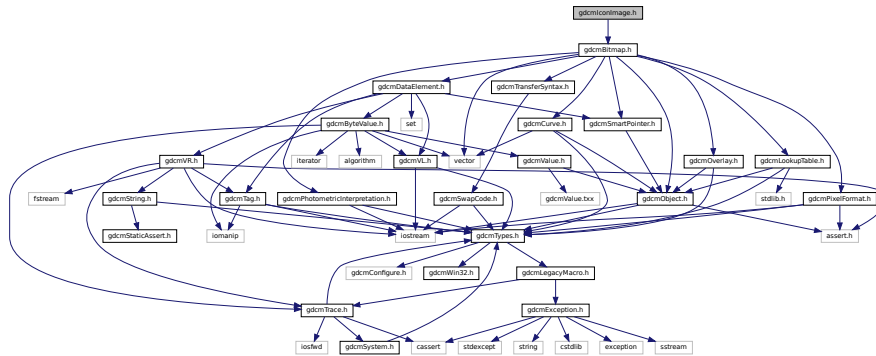 gdcmIconImage.h
gdcmBitmap.h
gdcmDataElement.h
gdcmTransferSyntax.h
gdcmByteValue.h
set
gdcmCurve.h
gdcmSmartPointer.h
gdcmVR.h
iterator
algorithm
gdcmVL.h
vector
gdcmValue.h
gdcmOverlay.h
gdcmLookupTable.h
fstream
gdcmString.h
gdcmTag.h
gdcmPhotometricInterpretation.h
gdcmSwapCode.h
gdcmValue.txx
gdcmObject.h
stdlib.h
gdcmPixelFormat.h
gdcmStaticAssert.h
iomanip
iostream
gdcmTypes.h
assert.h
gdcmConfigure.h
gdcmWin32.h
gdcmLegacyMacro.h
gdcmTrace.h
gdcmException.h
iosfwd
gdcmSystem.h
cassert
stdexcept
string
cstdlib
exception
sstream